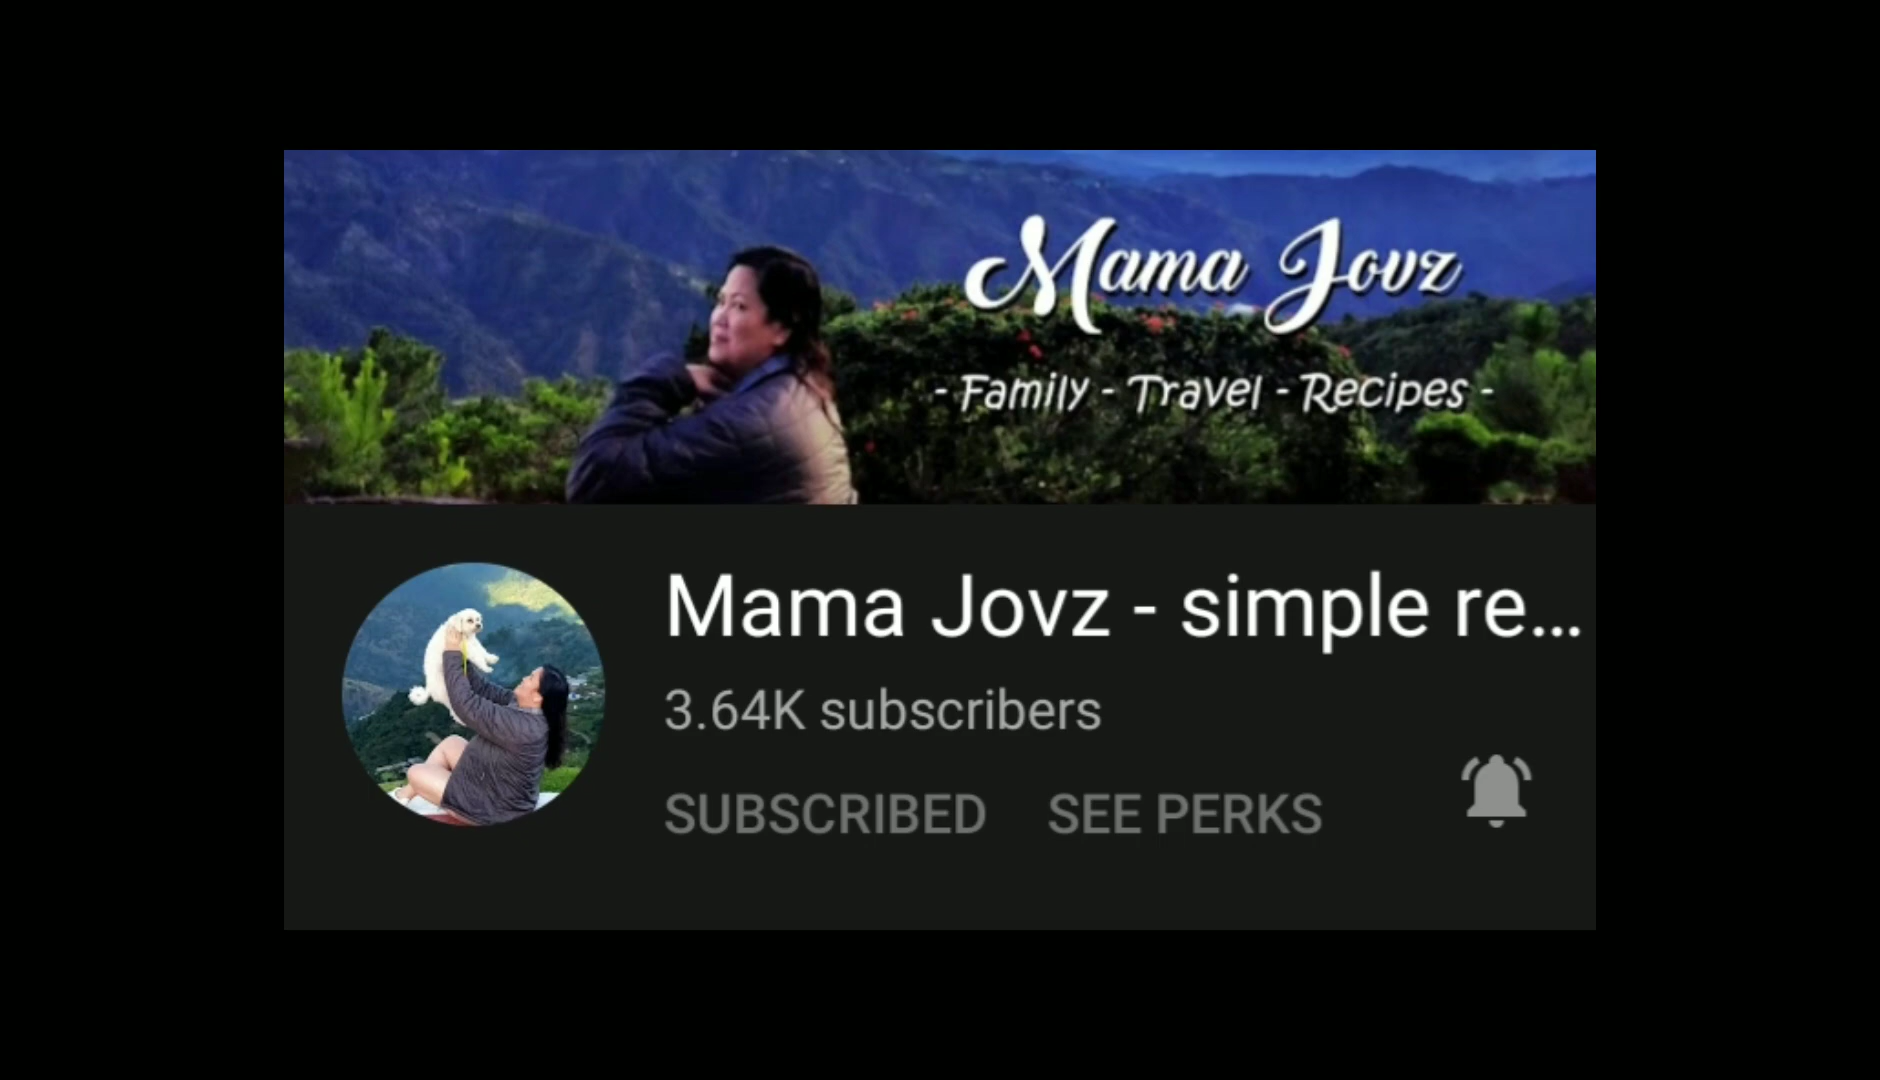 Mama Jovz
- Family - Travel - Recipes -
Mama Jovz - simple re...
3.64K subscribers
SUBSCRIBED SEE PERKS